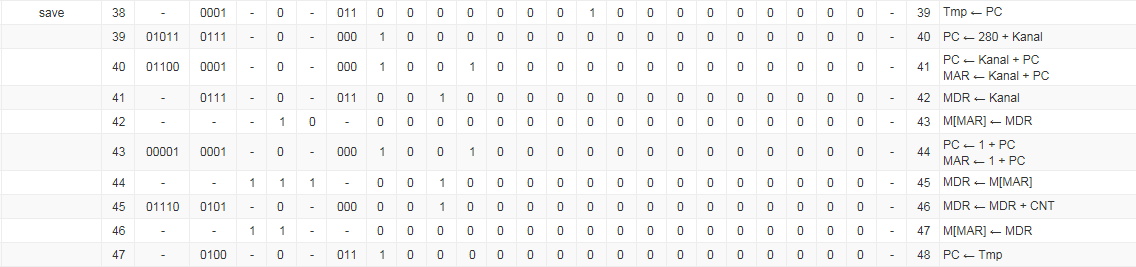 save 38 - 0001 - 0 - 011 0 0 0 0 0 0 0 1 0 0 0 0 0 0 0 0 0 - 39 Tmp ← PC
39 01011 0111 - 0 - 000 1 0 0 0 0 0 0 0 0 0 0 0 0 0 0 0 0 - 40 PC ← 280 + Kanal
40 01100 0001 - 0 - 000 1 0 0 1 0 0 0 0 0 0 0 0 0 0 0 0 0 - 41 PC ← Kanal + PC
MAR ← Kanal + PC
41 - 0111 - 0 - 011 0 0 1 0 0 0 0 0 0 0 0 0 0 0 0 0 0 - 42 MDR ← Kanal
42 - - - 1 0 - 0 0 0 0 0 0 0 0 0 0 0 0 0 0 0 0 0 - 43 M[MAR] ← MDR
43 00001 0001 - 0 - 000 1 0 0 1 0 0 0 0 0 0 0 0 0 0 0 0 0 - 44 PC ← 1 + PC
MAR ← 1 + PC
44 - - 1 1 1 - 0 0 1 0 0 0 0 0 0 0 0 0 0 0 0 0 0 - 45 MDR ← M[MAR]
45 01110 0101 - 0 - 000 0 0 1 0 0 0 0 0 0 0 0 0 0 0 0 0 0 - 46 MDR ← MDR + CNT
46 - - 1 1 - - 0 0 0 0 0 0 0 0 0 0 0 0 0 0 0 0 0 - 47 M[MAR] ← MDR
47 - 0100 - 0 - 011 1 0 0 0 0 0 0 0 0 0 0 0 0 0 0 0 0 - 48 PC ← Tmp